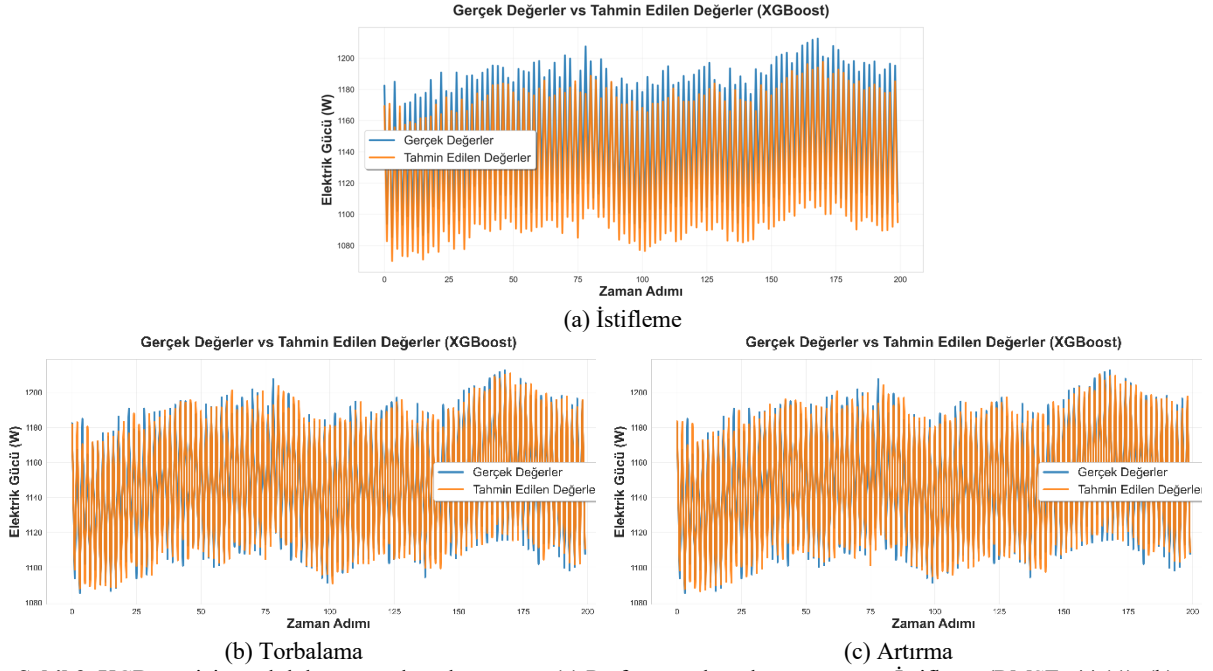 Gerçek Değerler vs Tahmin Edilen Değerler (XGBoost)
Elektrik Gücü (W)
1200
1180
1160
1140
1120
1100
1080
Gerçek Değerler
Tahmin Edilen Değerler
0 25 50 75 100 125 150 175 200
Zaman Adımı
(a) İstifleme
Gerçek Değerler vs Tahmin Edilen Değerler (XGBoost)
Elektrik Gücü (W)
1200
1180
1160
1140
1120
1100
1080
Gerçek Değerler
Tahmin Edilen Değerle
0 25 50 75 100 125 150 175 200
Zaman Adımı
(b) Torbalama
Gerçek Değerler vs Tahmin Edilen Değerler (XGBoost)
Elektrik Gücü (W)
1200
1180
1160
1140
1120
1100
1080
Gerçek Değerler
Tahmin Edilen Değerler
0 25 50 75 100 125 150 175 200
Zaman Adımı
(c) Artırma